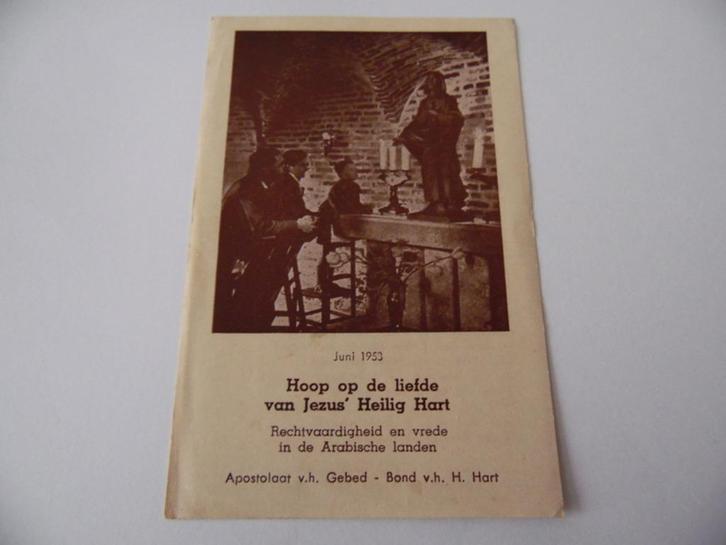 Juni 1953
Hoop op de liefde
van Jezus' Heilig Hart
Rechtvaardigheid en vrede
in de Arabische landen
Apostolaat v.h. Gebed - Bond v.h. H. Hart